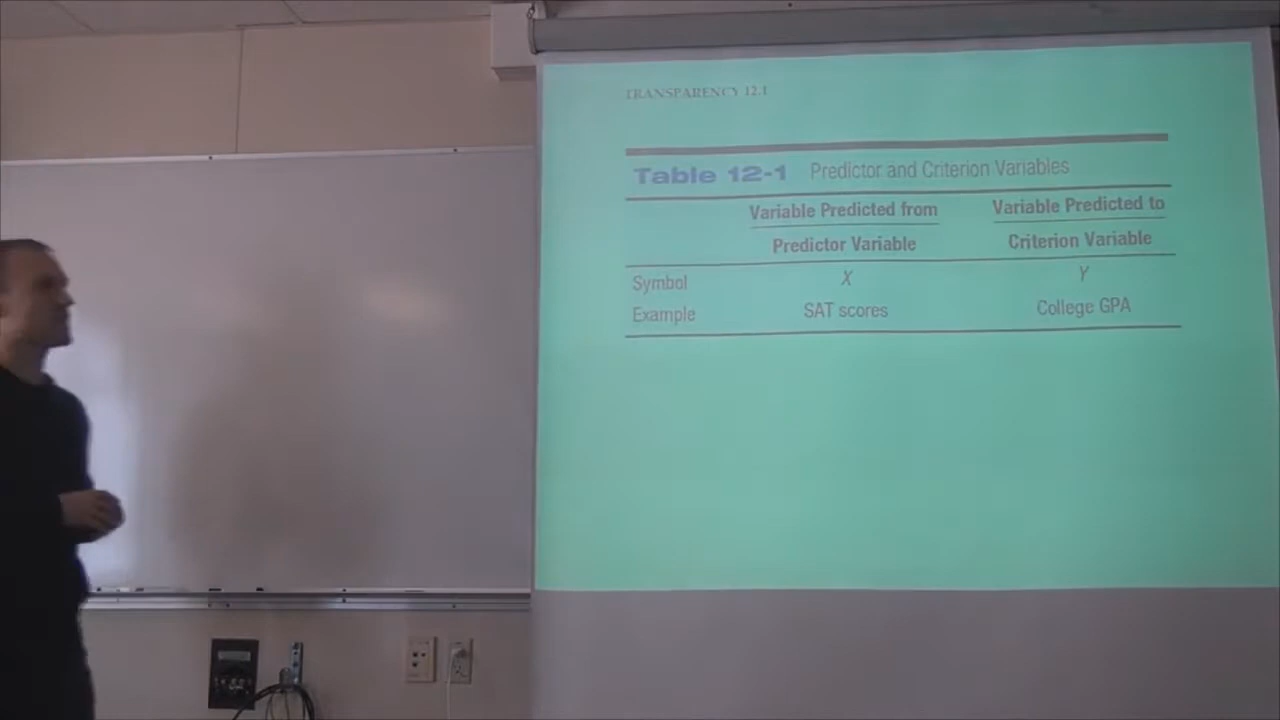 TRANSPARENCY 12.1
Table 12-1 Predictor and Criterion Variables
Variable Predicted from Variable Predicted to
Predictor Variable Criterion Variable
Symbol X Y
Example SAT scores College GPA